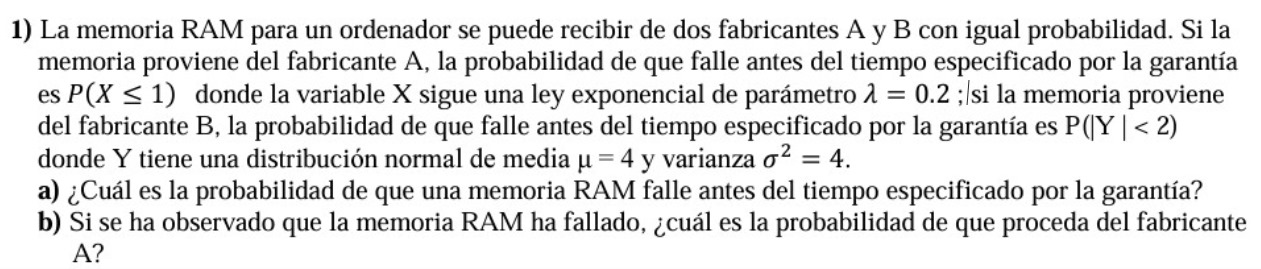 1) La memoria RAM para un ordenador se puede recibir de dos fabricantes A y B con igual probabilidad. Si la
memoria proviene del fabricante A, la probabilidad de que falle antes del tiempo especificado por la garantía
es P(X ≤ 1) donde la variable X sigue una ley exponencial de parámetro λ = 0.2 ;|si la memoria proviene
del fabricante B, la probabilidad de que falle antes del tiempo especificado por la garantía es P(|Y | < 2)
donde Y tiene una distribución normal de media μ = 4 y varianza σ² = 4.
a) ¿Cuál es la probabilidad de que una memoria RAM falle antes del tiempo especificado por la garantía?
b) Si se ha observado que la memoria RAM ha fallado, ¿cuál es la probabilidad de que proceda del fabricante
A?